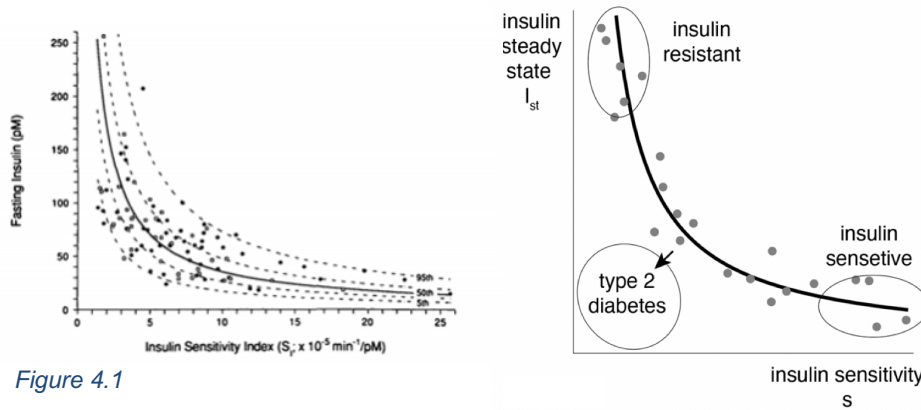 260
250
200
150
100
50
0
Fasting Insulin (pM)
95th
50th
5th
0
5
10
15
20
25
Insulin Sensitivity Index (S
I
; x 10
-5
 min
-1
/pM)
Figure 4.1
insulin
steady
state
I
st
insulin
resistant
insulin
sensetive
type 2
diabetes
insulin sensitivity
s